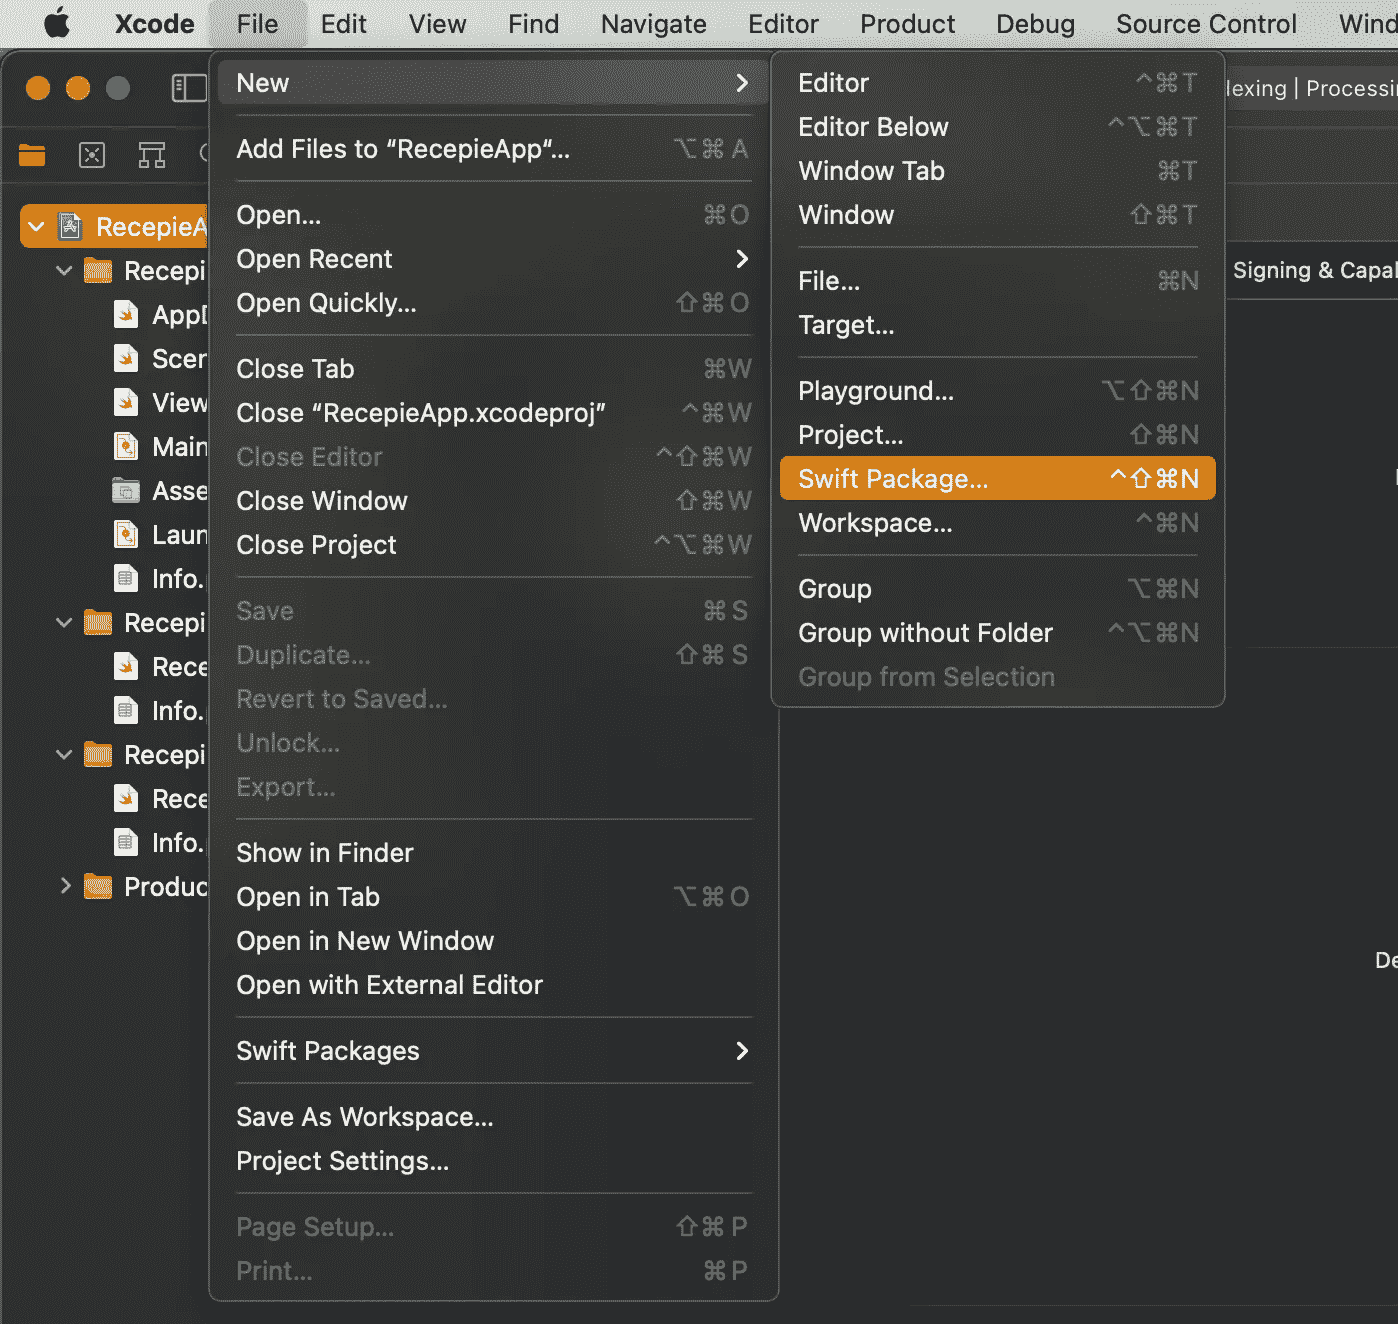 Xcode File Edit View Find Navigate Editor Product Debug Source Control Wind
New
Add Files to “RecepieApp“... ⌥⌘A
Open... ⌘O
Open Recent
Open Quickly... ⇧⌘O
Close Tab ⌘W
Close “RecepieApp.xcodeproj” ^⌘W
Close Editor ^⇧⌘W
Close Window ⇧⌘W
Close Project ^⌥⌘W
Save ⌘S
Duplicate... ⇧⌘S
Revert to Saved...
Unlock...
Export...
Show in Finder
Open in Tab ⌥⌘O
Open in New Window
Open with External Editor
Swift Packages
Save As Workspace...
Project Settings...
Page Setup... ⇧⌘P
Print... ⌘P
Editor ^⌘T
Editor Below ^⌥⌘T
Window Tab ⌘T
Window ⇧⌘T
File... ⌘N
Target...
Playground... ⌥⇧⌘N
Project... ⇧⌘N
Swift Package... ^⇧⌘N
Workspace... ^⌘N
Group ⌥⌘N
Group without Folder ^⌥⌘N
Group from Selection
RecepieA
Recepi
AppD
Scen
View
Main
Asse
Laun
Info.
Recepi
Rece
Info.
Recepi
Rece
Info.
Produc
lexing | Processi
Signing & Capal
De